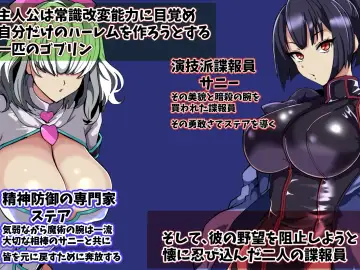 主人公は常識改変能力に目覚め
自分だけのハーレムを作ろうとする
一匹のゴブリン
演技派諜報員
サニー
その美貌と暗殺の腕を
買われた諜報員
その勇敢さでステアを導く
精神防御の専門家
ステア
気弱ながら魔術の腕は一流
大切な相棒のサニーと共に
皆を元に戻すために奔放する
そして、彼の野望を阻止しようと
懐に忍び込んだ二人の諜報員